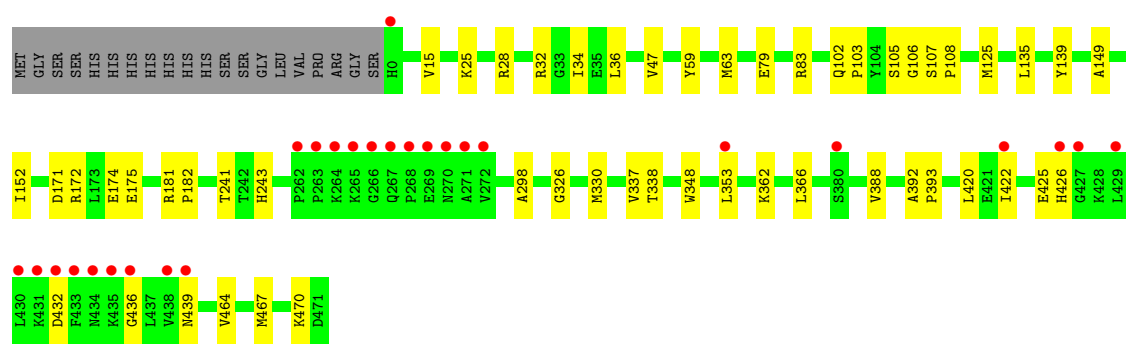 MET GLY SER SER HIS HIS HIS HIS HIS HIS SER SER GLY LEU VAL PRO ARG GLY SER H0 V15 K25 R28 R32 G33 I34 E35 L36 V47 Y59 M63 E79 R83 Q102 P103 Y104 S105 G106 S107 P108 M125 L135 Y139 A149
I152 D171 R172 L173 E174 E175 R181 P182 T241 T242 H243 P262 P263 K264 K265 G266 Q267 P268 E269 N270 A271 V272 A298 G326 M330 V337 T338 W348 L353 K362 L366 S380 V388 A392 P393 L420 E421 I422 E425 H426 G427 K428 L429
L430 K431 D432 F433 N434 K435 G436 L437 V438 N439 V464 M467 K470 D471